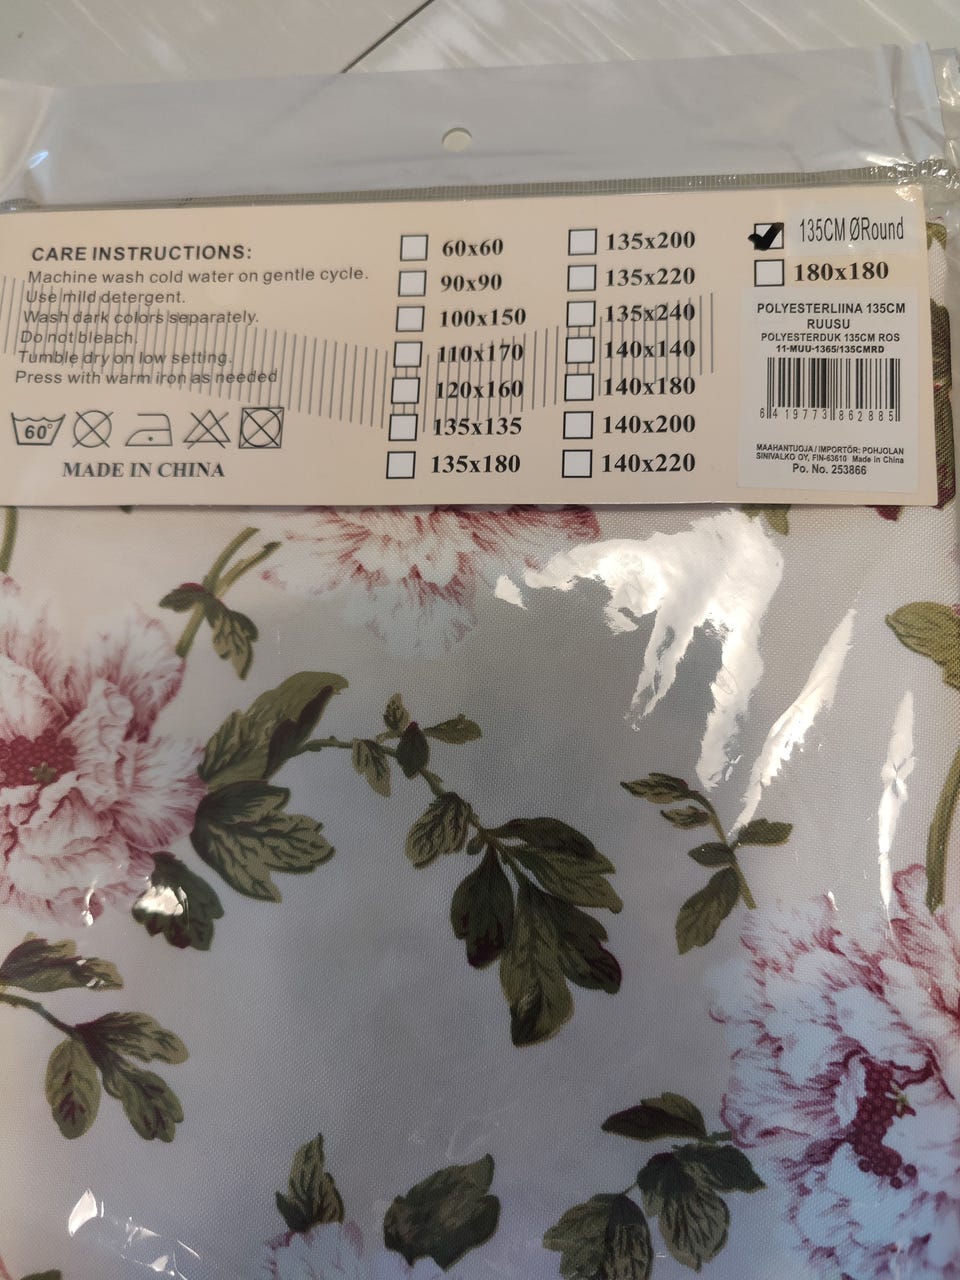 CARE INSTRUCTIONS:
Machine wash cold water on gentle cycle.
Use mild detergent.
Wash dark colors separately.
Do not bleach.
Tumble dry on low setting.
Press with warm iron as needed
60°
MADE IN CHINA
60x60
90x90
100x150
110x170
120x160
135x135
135x180
135x200
135x220
135x240
140x140
140x180
140x200
140x220
135CM ØRound
180x180
POLYESTERLIINA 135CM
RUUSU
POLYESTERDUK 135CM ROS
11-MUU-1365/135CMRD
6 419773 862885
MAAHANTUOJA / IMPORTÖR: POHJOLAN
SINIVALKO OY, FIN-63610 Made in China
Po. No. 253866